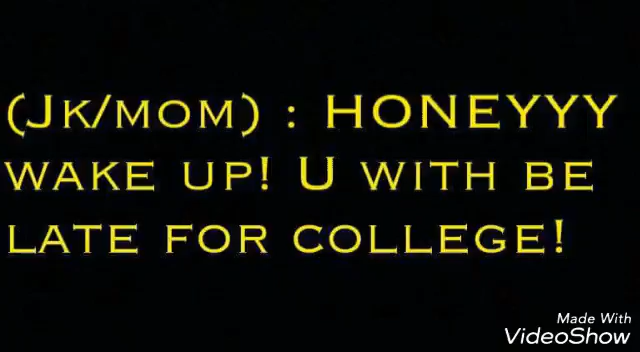 (Jk/mom) : HONEYYY
wake up! U with be
late for college!
Made With
VideoShow